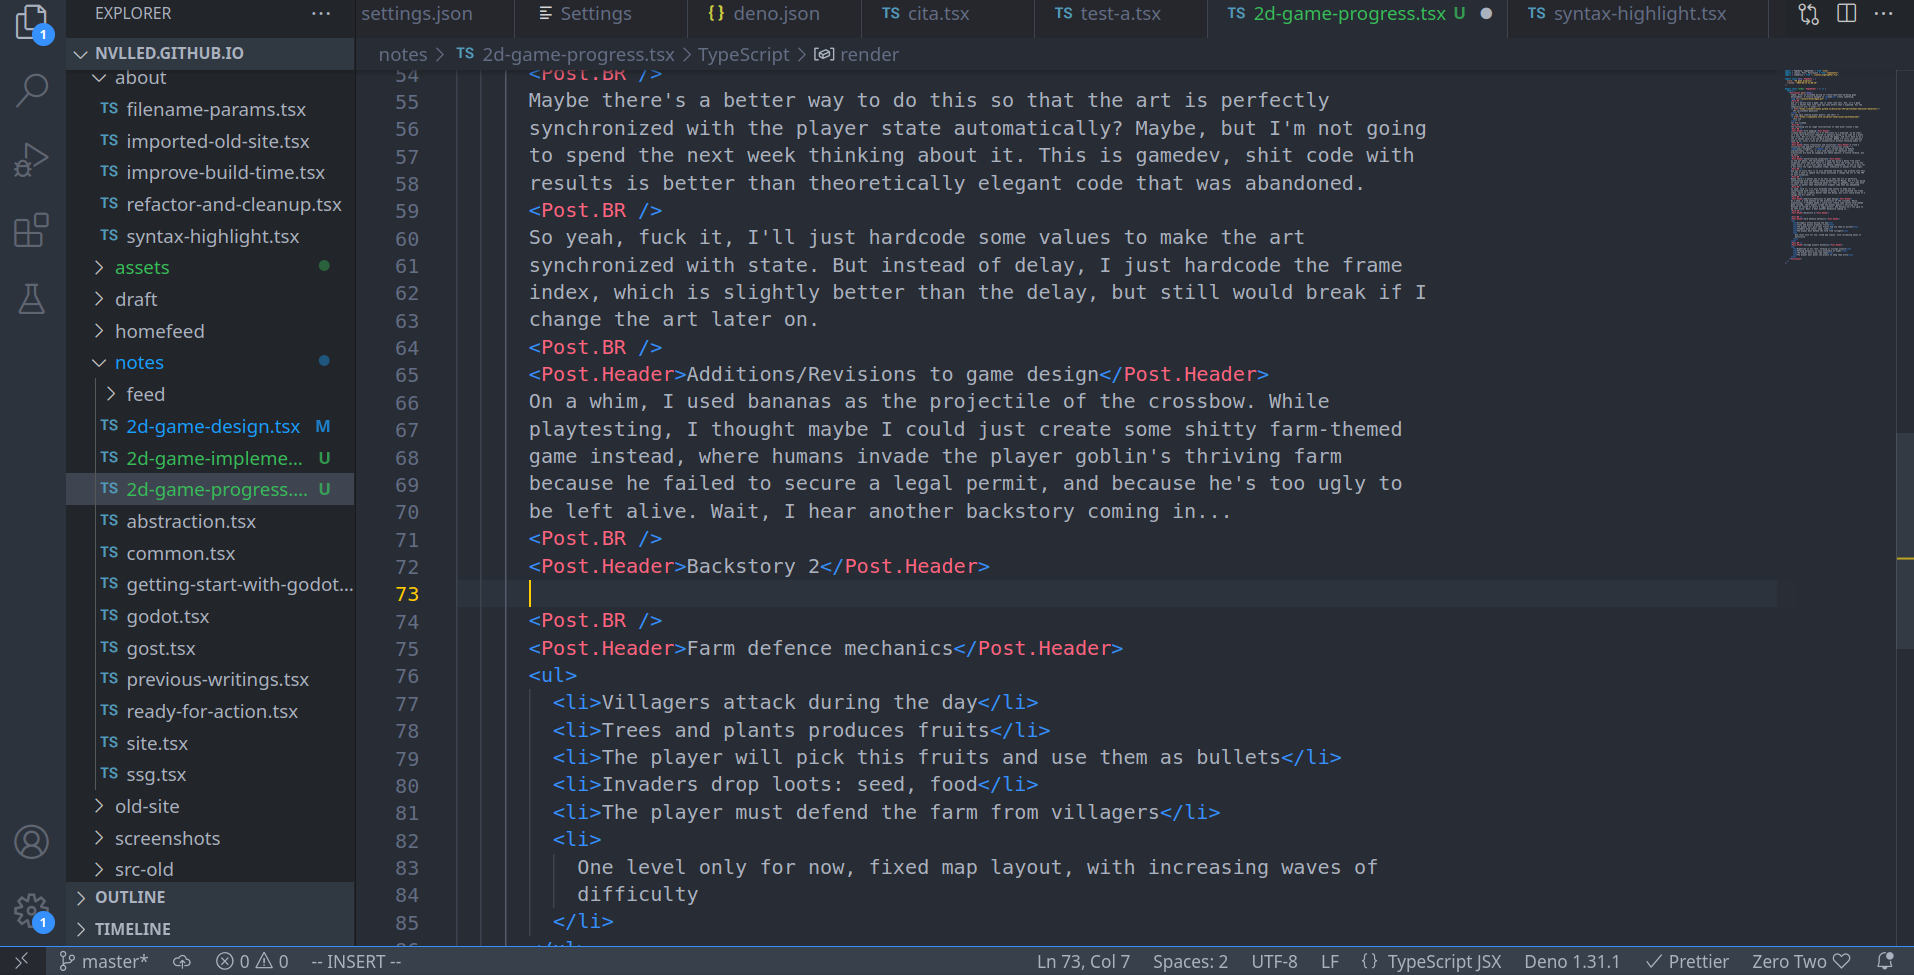 EXPLORER ···
settings.json
Settings
{} deno.json
TS cita.tsx
TS test-a.tsx
TS 2d-game-progress.tsx U
TS syntax-highlight.tsx
···
1
NVLLED.GITHUB.IO
notes > TS 2d-game-progress.tsx > TypeScript > render
about
TS filename-params.tsx
TS imported-old-site.tsx
TS improve-build-time.tsx
TS refactor-and-cleanup.tsx
TS syntax-highlight.tsx
assets
draft
homefeed
notes
feed
TS 2d-game-design.tsx M
TS 2d-game-impleme... U
TS 2d-game-progress.... U
TS abstraction.tsx
TS common.tsx
TS getting-start-with-godot...
TS godot.tsx
TS gost.tsx
TS previous-writings.tsx
TS ready-for-action.tsx
TS site.tsx
TS ssg.tsx
old-site
screenshots
src-old
OUTLINE
TIMELINE
1
54 <Post.BR />
55 Maybe there's a better way to do this so that the art is perfectly
56 synchronized with the player state automatically? Maybe, but I'm not going
57 to spend the next week thinking about it. This is gamedev, shit code with
58 results is better than theoretically elegant code that was abandoned.
59 <Post.BR />
60 So yeah, fuck it, I'll just hardcode some values to make the art
61 synchronized with state. But instead of delay, I just hardcode the frame
62 index, which is slightly better than the delay, but still would break if I
63 change the art later on.
64 <Post.BR />
65 <Post.Header>Additions/Revisions to game design</Post.Header>
66 On a whim, I used bananas as the projectile of the crossbow. While
67 playtesting, I thought maybe I could just create some shitty farm-themed
68 game instead, where humans invade the player goblin's thriving farm
69 because he failed to secure a legal permit, and because he's too ugly to
70 be left alive. Wait, I hear another backstory coming in...
71 <Post.BR />
72 <Post.Header>Backstory 2</Post.Header>
73
74 <Post.BR />
75 <Post.Header>Farm defence mechanics</Post.Header>
76 <ul>
77 <li>Villagers attack during the day</li>
78 <li>Trees and plants produces fruits</li>
79 <li>The player will pick this fruits and use them as bullets</li>
80 <li>Invaders drop loots: seed, food</li>
81 <li>The player must defend the farm from villagers</li>
82 <li>
83 One level only for now, fixed map layout, with increasing waves of
84 difficulty
85 </li>
master* 0 0 -- INSERT --
Ln 73, Col 7 Spaces: 2 UTF-8 LF {} TypeScript JSX Deno 1.31.1 Prettier Zero Two